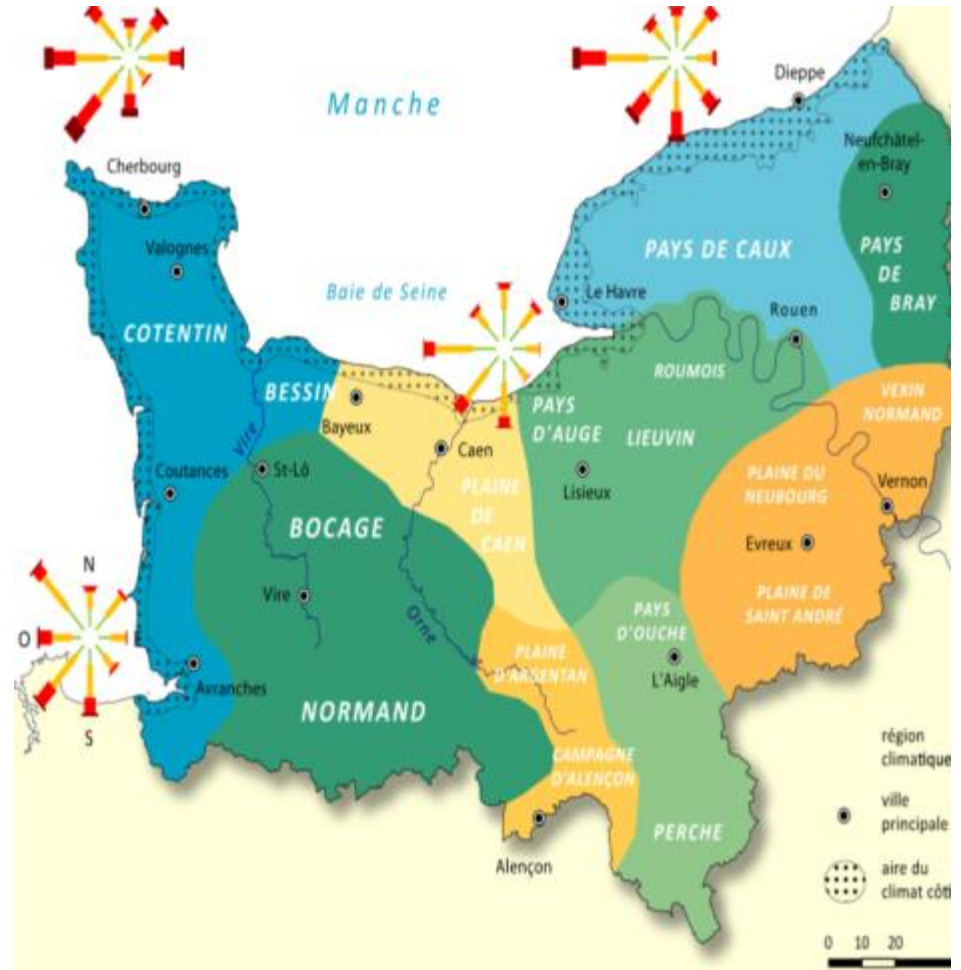 Manche
Dieppe
Neufchâtel-
en-Bray
Cherbourg
Valognes
PAYS DE CAUX
PAYS
DE
BRAY
Baie de Seine
Le Havre
Rouen
COTENTIN
ROUMOIS
BESSIN
VEXIN
NORMAND
Bayeux
PAYS
D'AUGE
LIEUVIN
Vire
Caen
Coutances
St-Lô
Lisieux
PLAINE DU
NEUBOURG
Vernon
PLAINE
DE
CAEN
BOCAGE
Evreux
N
Vire
PLAINE DE
SAINT ANDRÉ
O
E
Orne
PAYS
D'OUCHE
PLAINE
D'ARGENTAN
L'Aigle
Avranches
NORMAND
S
région
climatique
CAMPAGNE
D'ALENÇON
ville
principale
PERCHE
Alençon
aire du
climat côti
0 10 20